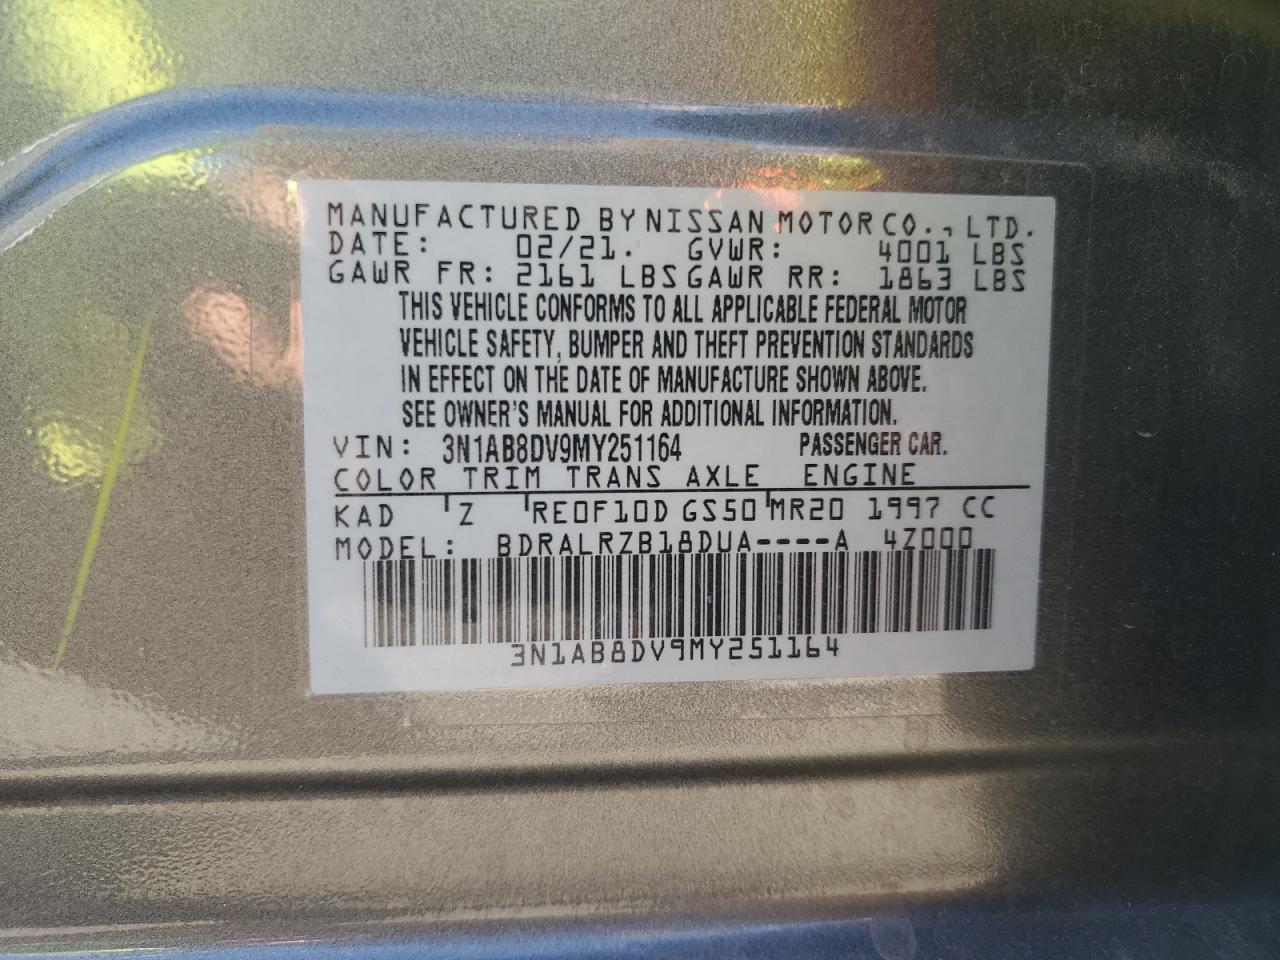 MANUFACTURED BY NISSAN MOTOR CO., LTD.
DATE: 02/21. GVWR: 4001 LBS
GAWR FR: 2161 LBS GAWR RR: 1863 LBS
THIS VEHICLE CONFORMS TO ALL APPLICABLE FEDERAL MOTOR
VEHICLE SAFETY, BUMPER AND THEFT PREVENTION STANDARDS
IN EFFECT ON THE DATE OF MANUFACTURE SHOWN ABOVE.
SEE OWNER'S MANUAL FOR ADDITIONAL INFORMATION.
VIN: 3N1AB8DV9MY251164 PASSENGER CAR.
COLOR TRIM TRANS AXLE ENGINE
KAD Z RE0F10D GS50 MR20 1997 CC
MODEL: BDRALRZB18DUA----A 4Z000
3N1AB8DV9MY251164